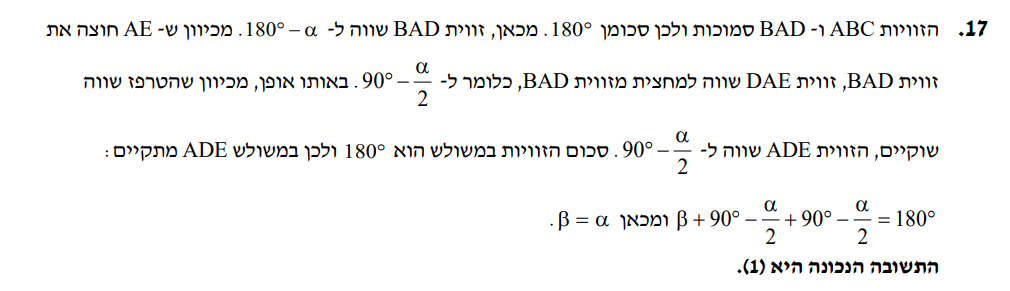 17. הזוויות ABC ו- BAD סמוכות ולכן סכומן 180°. מכאן, זווית BAD שווה ל- 180° − α. מכיוון ש- AE חוצה את
זווית BAD, זווית DAE שווה למחצית מזווית BAD, כלומר ל- 90° − α/2. באותו אופן, מכיוון שהטרפז שווה
שוקיים, הזווית ADE שווה ל- 90° − α/2. סכום הזוויות במשולש הוא 180° ולכן במשולש ADE מתקיים:
β + 90° − α/2 + 90° − α/2 = 180° ומכאן β = α.
התשובה הנכונה היא (1).